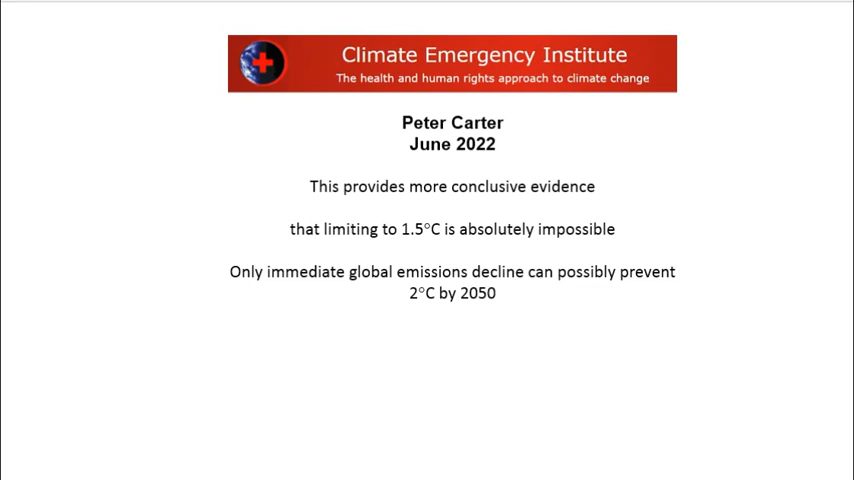 Climate Emergency Institute
The health and human rights approach to climate change
Peter Carter
June 2022
This provides more conclusive evidence
that limiting to 1.5°C is absolutely impossible
Only immediate global emissions decline can possibly prevent
2°C by 2050